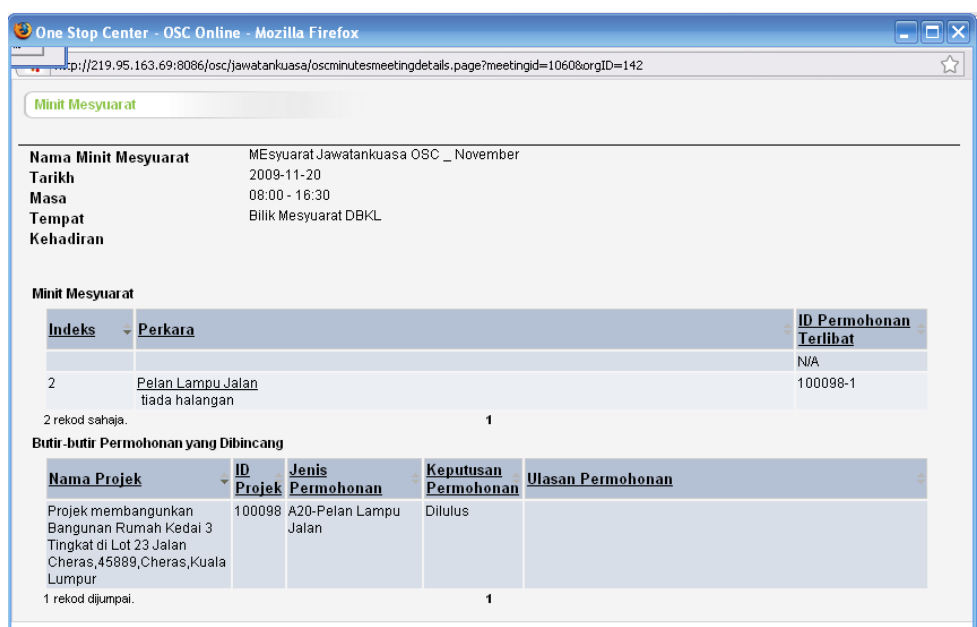 One Stop Center - OSC Online - Mozilla Firefox
p://219.95.163.69:8086/osc/jawatankuasa/oscminutesmeetingdetails.page?meetingid=1060&orgID=142
Minit Mesyuarat
Nama Minit Mesyuarat MEsyuarat Jawatankuasa OSC _ November
Tarikh 2009-11-20
Masa 08:00 - 16:30
Tempat Bilik Mesyuarat DBKL
Kehadiran
Minit Mesyuarat
Indeks Perkara ID Permohonan
Terlibat
N/A
2 Pelan Lampu Jalan 100098-1
tiada halangan
2 rekod sahaja. 1
Butir-butir Permohonan yang Dibincang
Nama Projek ID Jenis Keputusan Ulasan Permohonan
Projek Permohonan Permohonan
Projek membangunkan 100098 A20-Pelan Lampu Dilulus
Bangunan Rumah Kedai 3 Jalan
Tingkat di Lot 23 Jalan
Cheras,45889,Cheras,Kuala
Lumpur
1 rekod dijumpai. 1